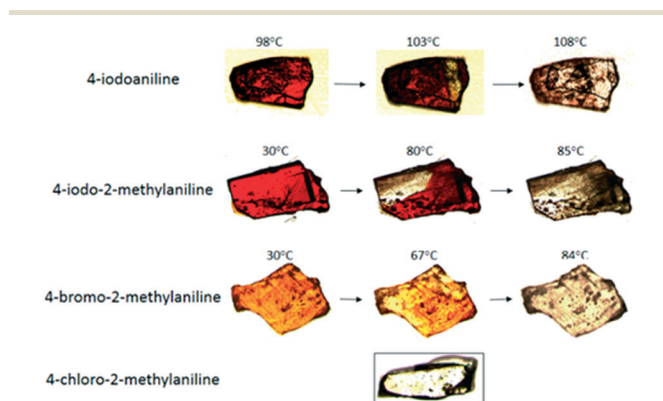 98°C 103°C 108°C
4-iodoaniline
30°C 80°C 85°C
4-iodo-2-methylaniline
30°C 67°C 84°C
4-bromo-2-methylaniline
4-chloro-2-methylaniline